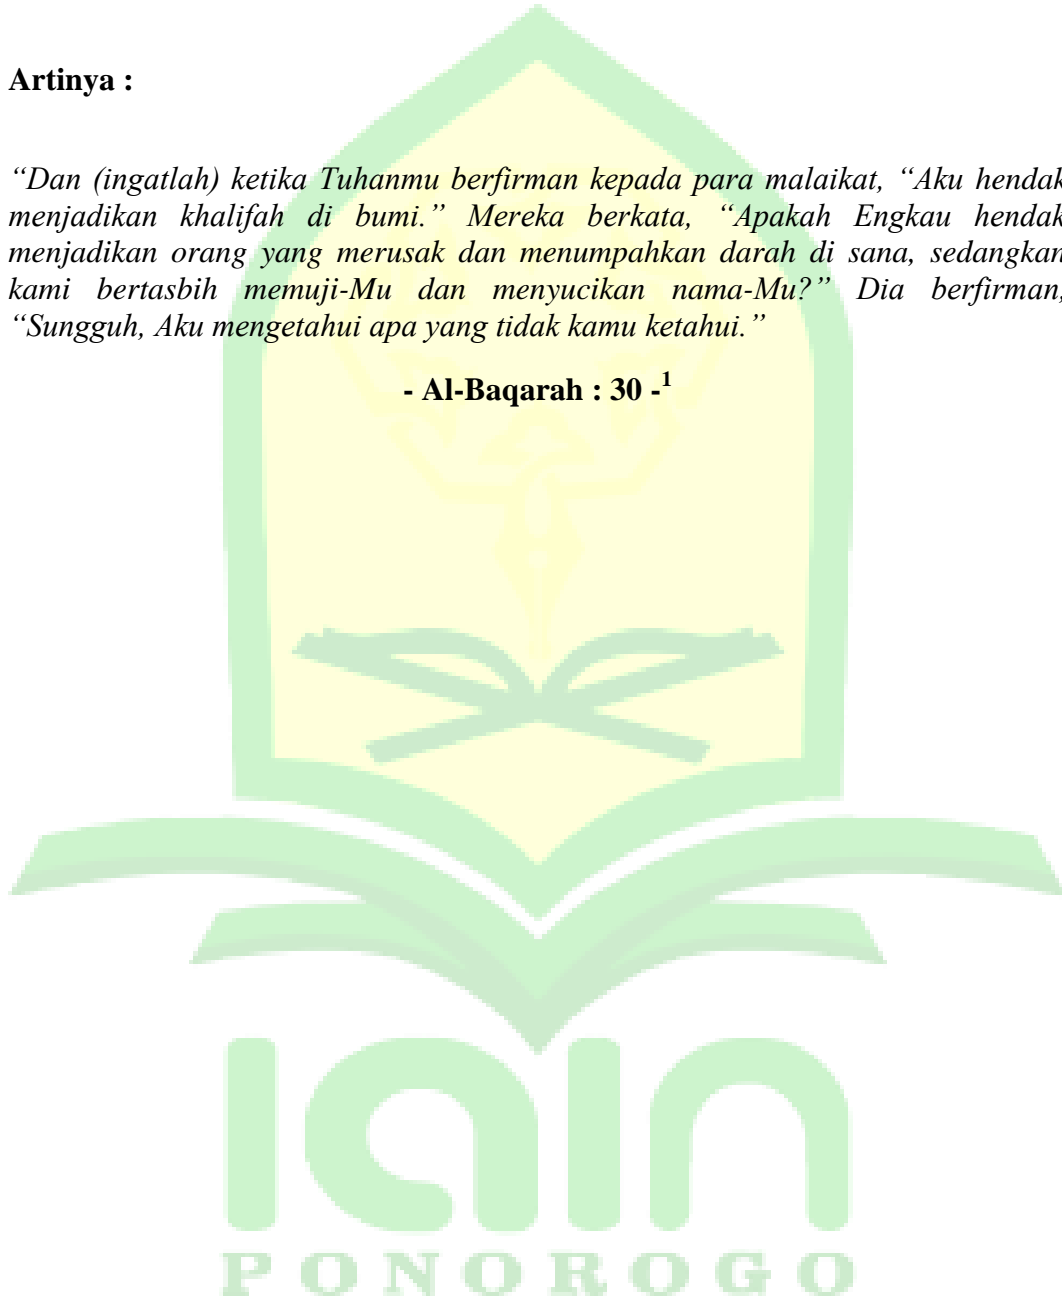 Artinya :
“Dan (ingatlah) ketika Tuhanmu berfirman kepada para malaikat, “Aku hendak
menjadikan khalifah di bumi.” Mereka berkata, “Apakah Engkau hendak
menjadikan orang yang merusak dan menumpahkan darah di sana, sedangkan
kami bertasbih memuji-Mu dan menyucikan nama-Mu?” Dia berfirman,
“Sungguh, Aku mengetahui apa yang tidak kamu ketahui.”
- Al-Baqarah : 30 -1
IAIN
PONOROGO